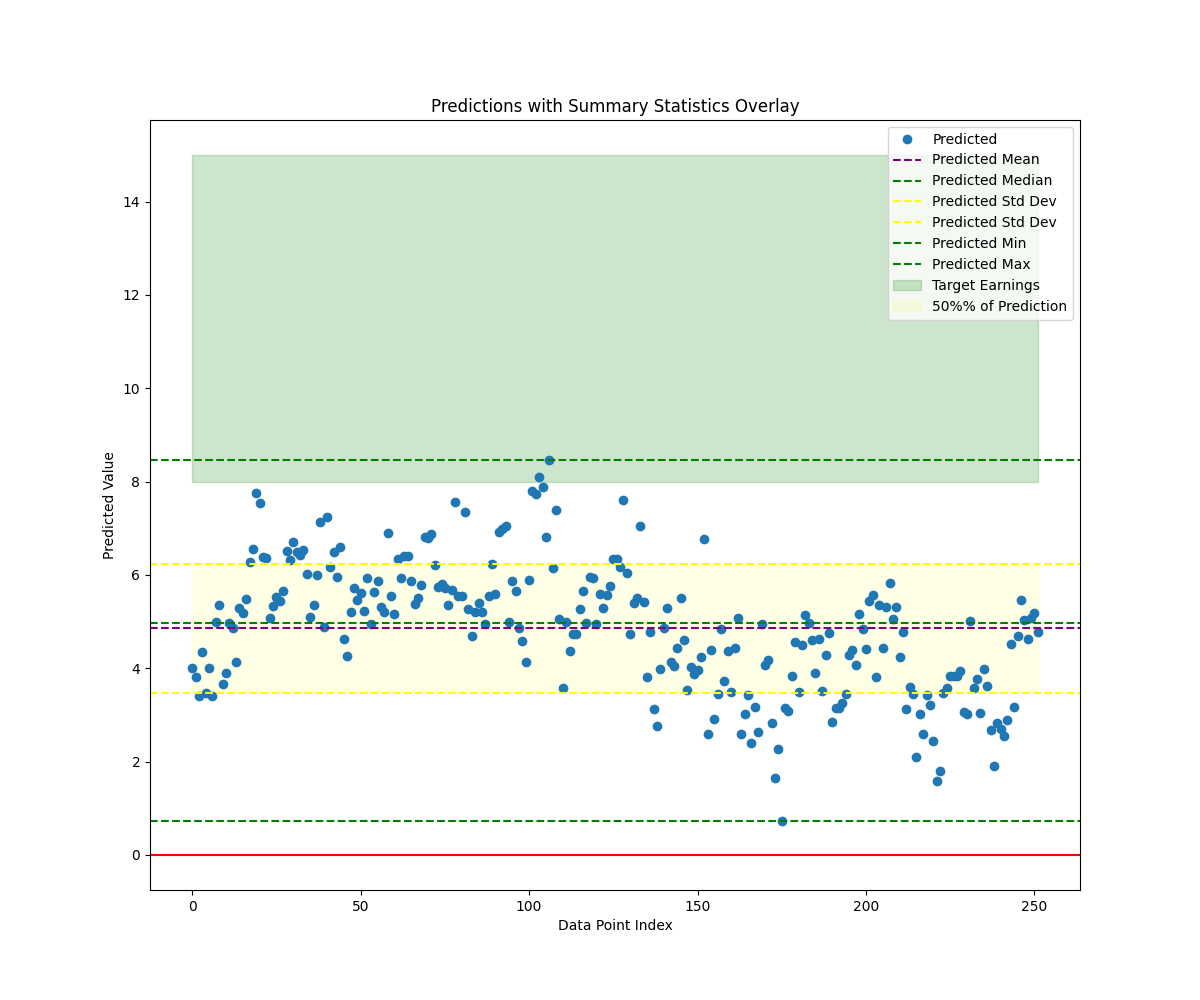 Predictions with Summary Statistics Overlay
Predicted
Predicted Mean
Predicted Median
Predicted Std Dev
Predicted Std Dev
Predicted Min
Predicted Max
Target Earnings
50%% of Prediction
Predicted Value
14
12
10
8
6
4
2
0
0 50 100 150 200 250
Data Point Index